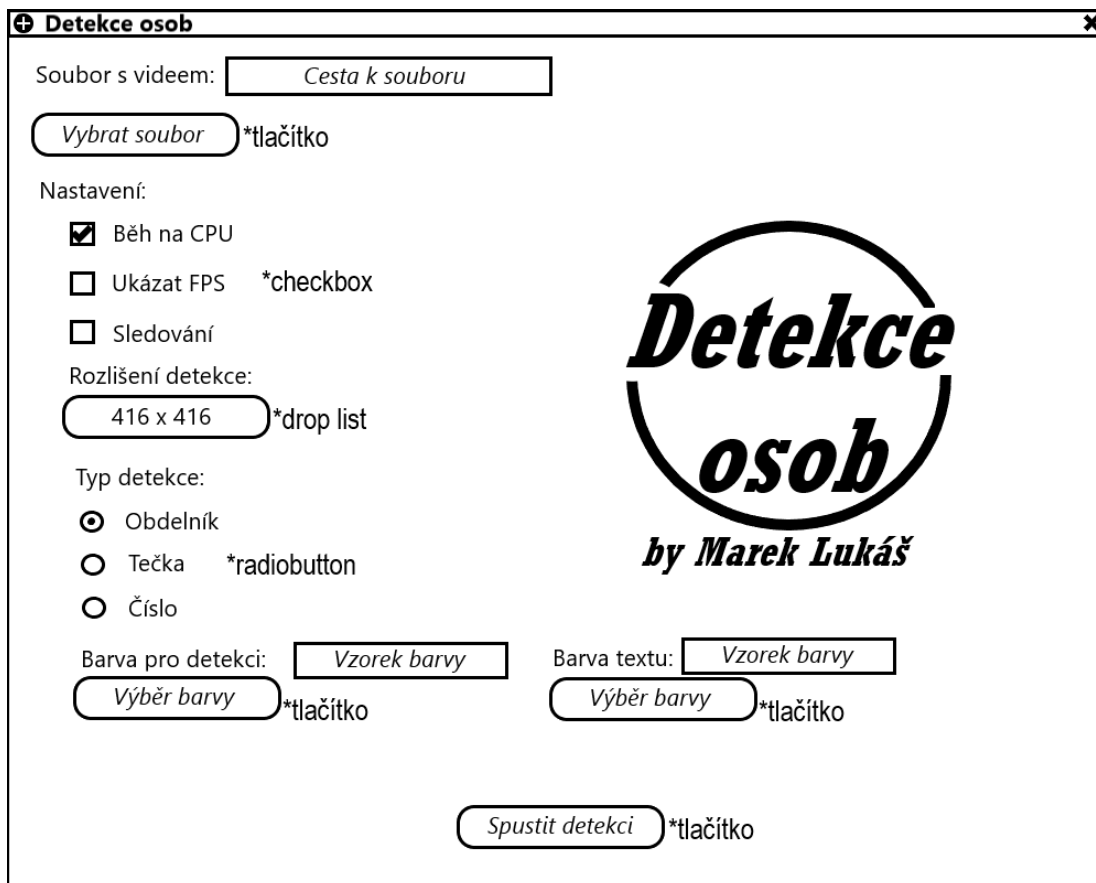 Detekce osob
Soubor s videem: Cesta k souboru
Vybrat soubor *tlačítko
Nastavení:
Běh na CPU
Ukázat FPS *checkbox
Sledování
Rozlišení detekce:
416 x 416 *drop list
Typ detekce:
Obdelník
Tečka *radiobutton
Číslo
Detekce
osob
by Marek Lukáš
Barva pro detekci: Vzorek barvy
Výběr barvy *tlačítko
Barva textu: Vzorek barvy
Výběr barvy *tlačítko
Spustit detekci *tlačítko